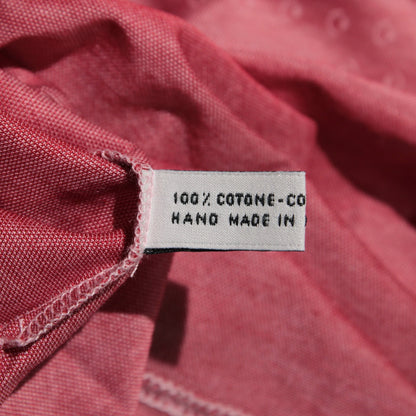 100% COTONE-CO
HAND MADE IN